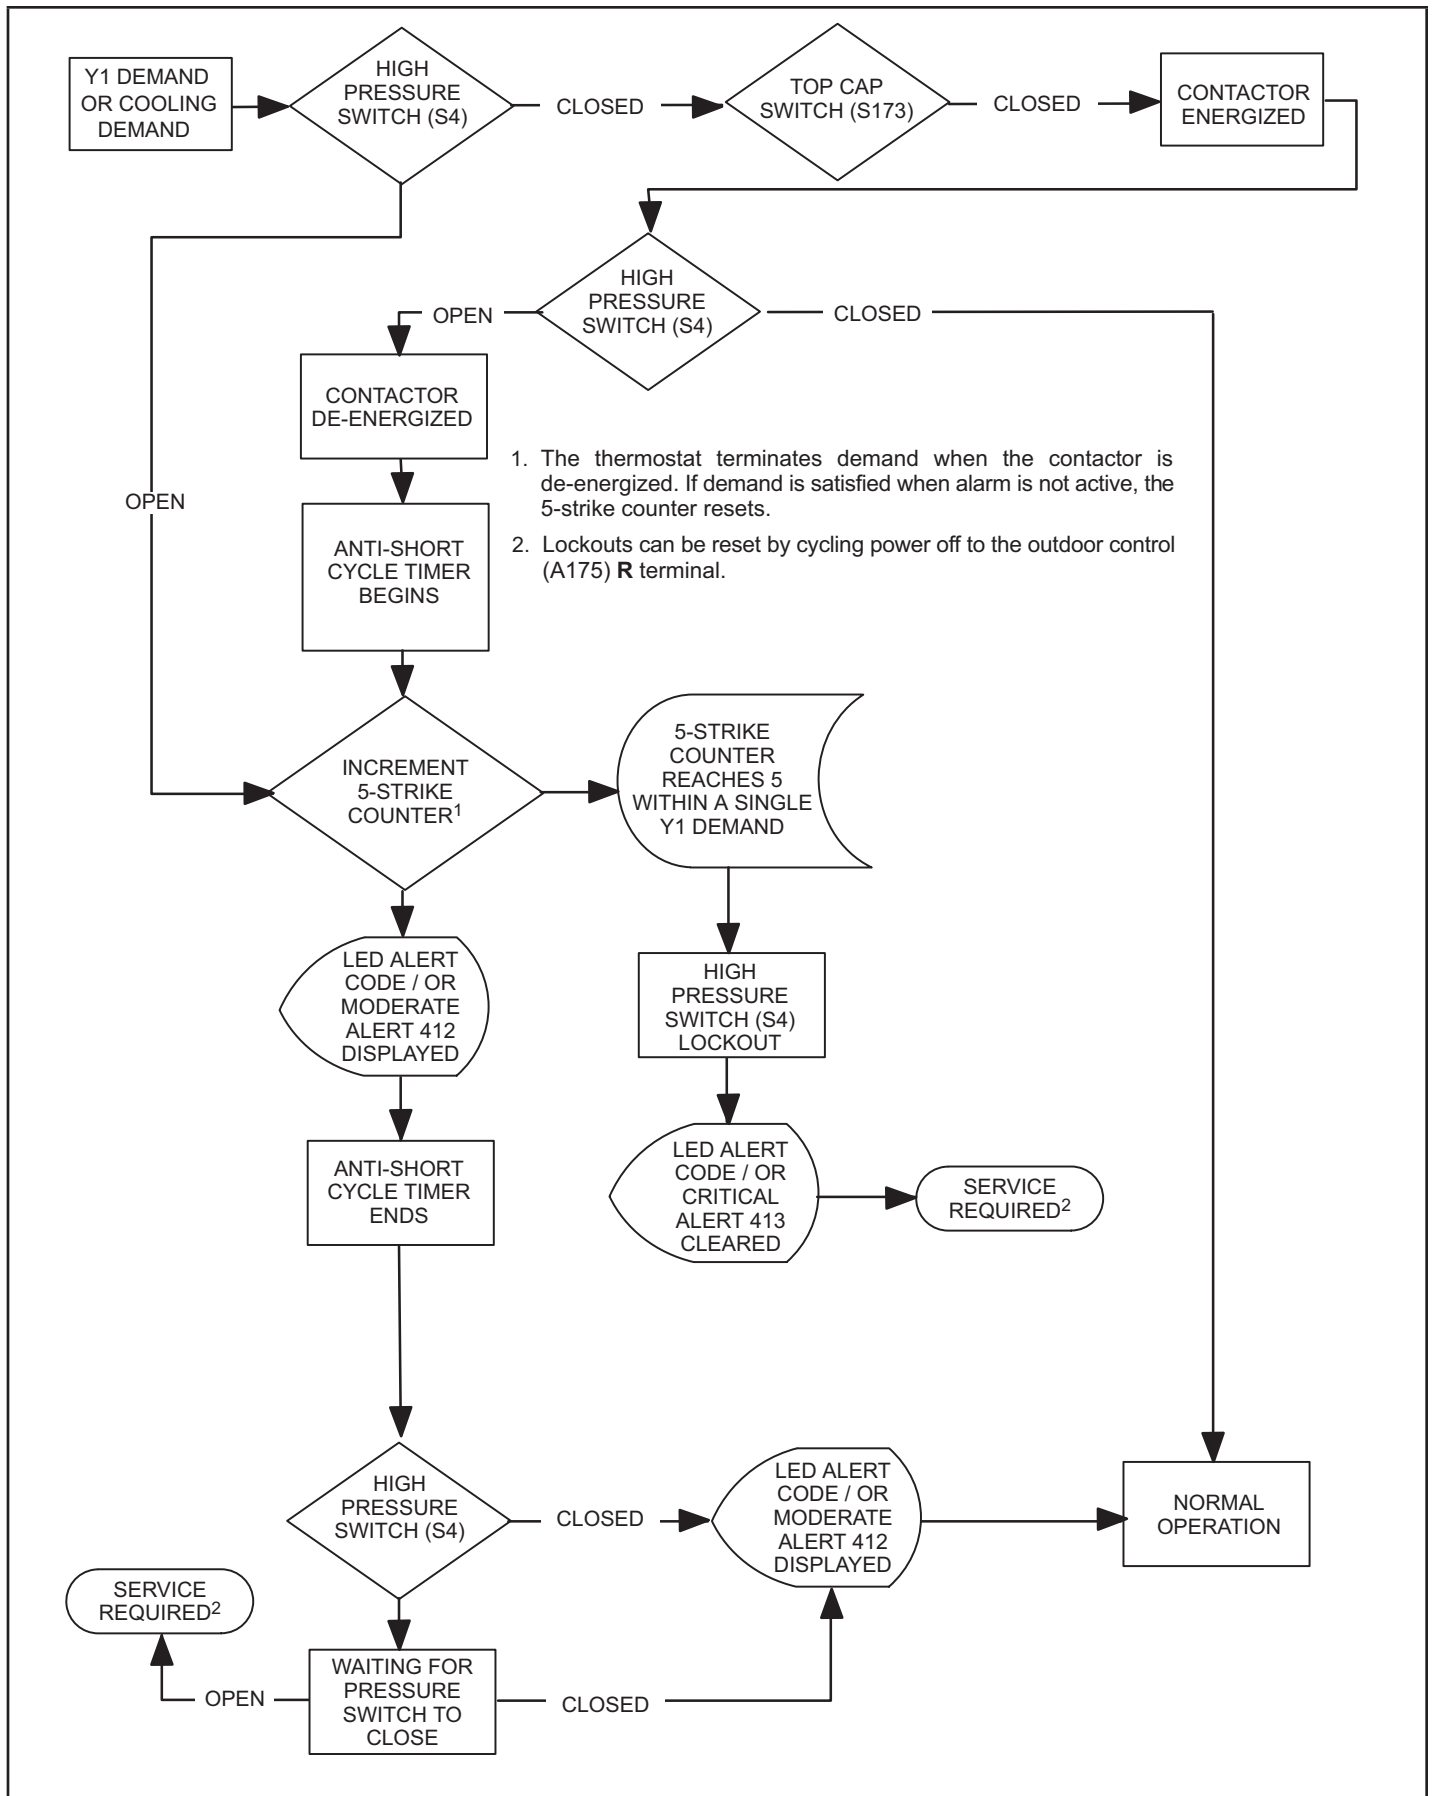 Y1 DEMAND
OR COOLING
DEMAND
HIGH
PRESSURE
SWITCH (S4)
CLOSED
TOP CAP
SWITCH (S173)
CLOSED
CONTACTOR
ENERGIZED
HIGH
PRESSURE
SWITCH (S4)
OPEN
CLOSED
CONTACTOR
DE-ENERGIZED
1. The thermostat terminates demand when the contactor is
de-energized. If demand is satisfied when alarm is not active, the
5-strike counter resets.
2. Lockouts can be reset by cycling power off to the outdoor control
(A175) R terminal.
OPEN
ANTI-SHORT
CYCLE TIMER
BEGINS
INCREMENT
5-STRIKE
COUNTER1
5-STRIKE
COUNTER
REACHES 5
WITHIN A SINGLE
Y1 DEMAND
LED ALERT
CODE / OR
MODERATE
ALERT 412
DISPLAYED
HIGH
PRESSURE
SWITCH (S4)
LOCKOUT
ANTI-SHORT
CYCLE TIMER
ENDS
LED ALERT
CODE / OR
CRITICAL
ALERT 413
CLEARED
SERVICE
REQUIRED2
HIGH
PRESSURE
SWITCH (S4)
CLOSED
LED ALERT
CODE / OR
MODERATE
ALERT 412
DISPLAYED
NORMAL
OPERATION
SERVICE
REQUIRED2
OPEN
WAITING FOR
PRESSURE
SWITCH TO
CLOSE
CLOSED